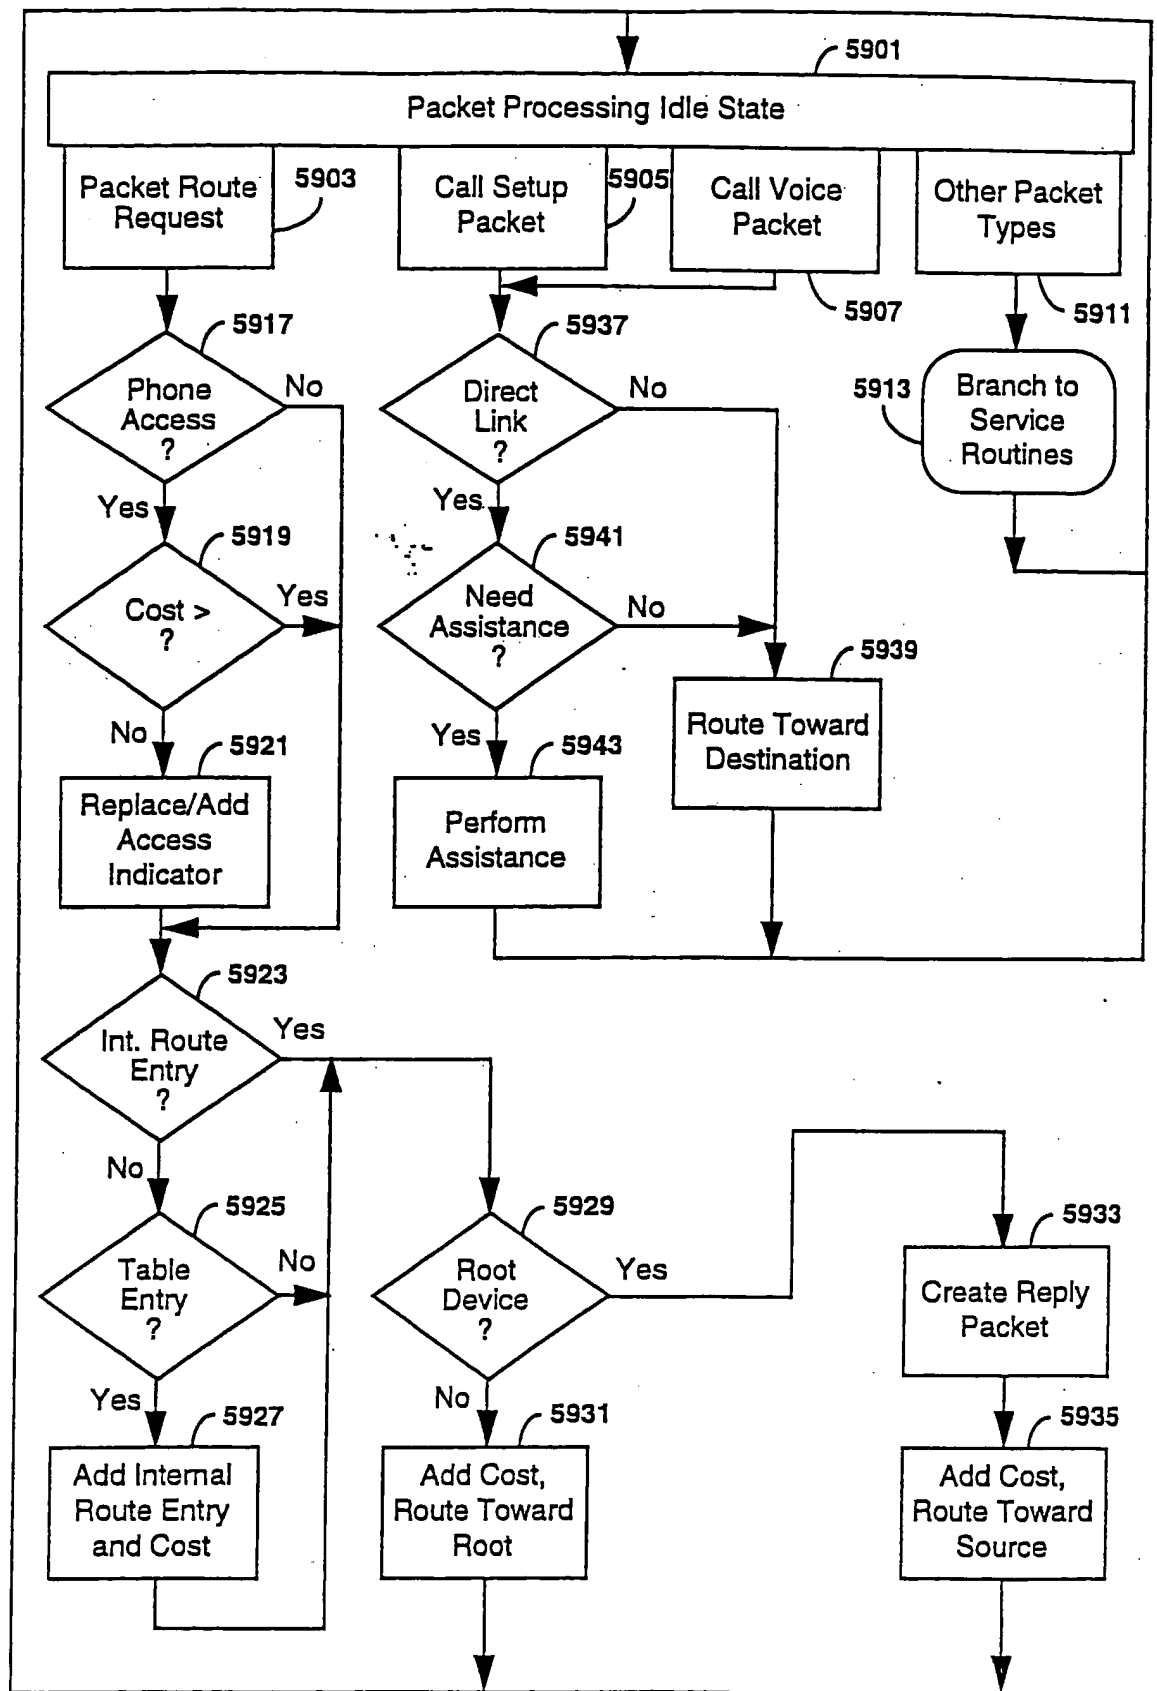 5901
Packet Processing Idle State
Packet Route
Request
5903
Call Setup
Packet
5905
Call Voice
Packet
5907
Other Packet
Types
5911
5917
Phone
Access
?
No
Yes
5937
Direct
Link
?
No
Yes
5913
Branch to
Service
Routines
5919
Cost >
?
Yes
No
5941
Need
Assistance
?
No
Yes
5939
Route Toward
Destination
5921
Replace/Add
Access
Indicator
5943
Perform
Assistance
5923
Int. Route
Entry
?
Yes
No
5925
Table
Entry
?
No
Yes
5929
Root
Device
?
Yes
No
5933
Create Reply
Packet
5927
Add Internal
Route Entry
and Cost
5931
Add Cost,
Route Toward
Root
5935
Add Cost,
Route Toward
Source